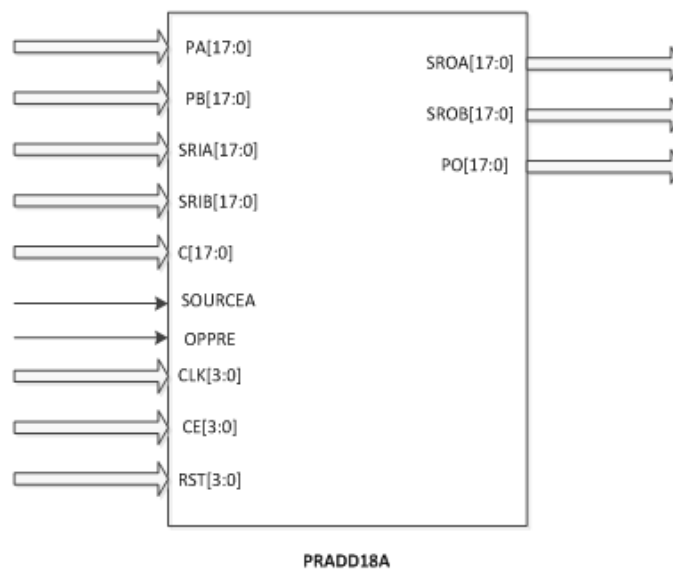 PA[17:0]
SROA[17:0]
PB[17:0]
SROB[17:0]
SRIA[17:0]
PO[17:0]
SRIB[17:0]
C[17:0]
SOURCEA
OPPRE
CLK[3:0]
CE[3:0]
RST[3:0]
PRADD18A